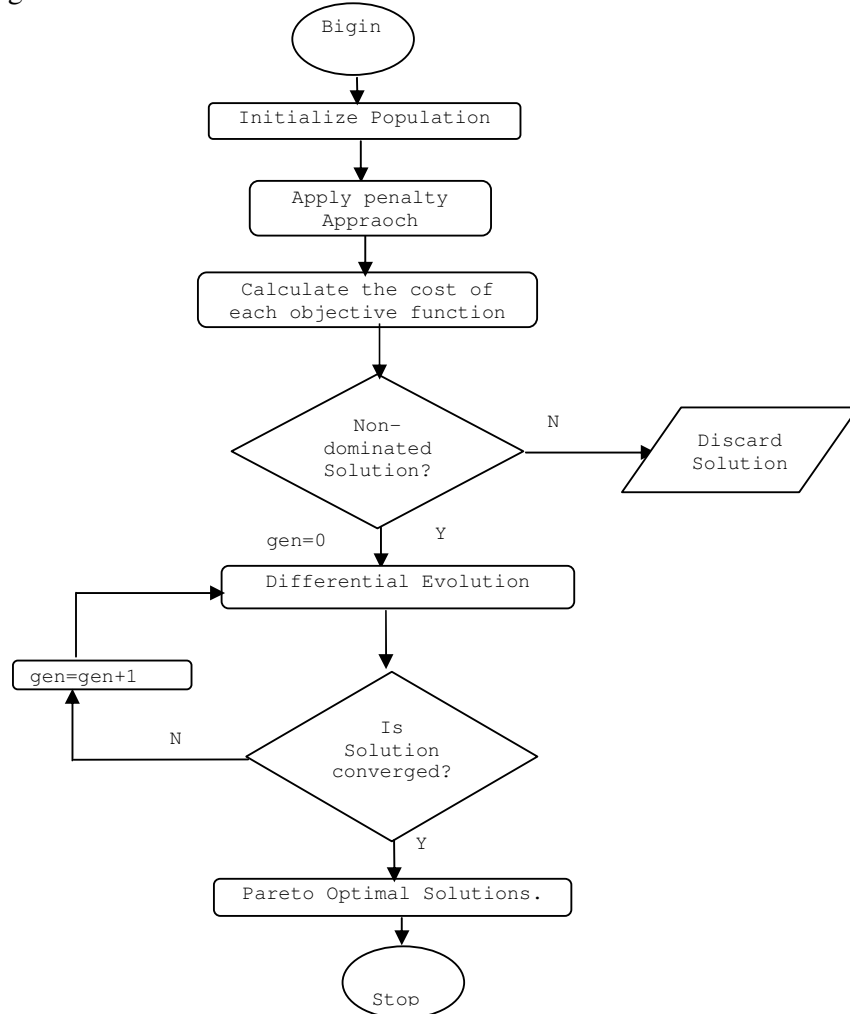 Bigin
Initialize Population
Apply penalty
Appraoch
Calculate the cost of
each objective function
Non-
dominated
Solution?
N
Discard
Solution
gen=0
Y
Differential Evolution
gen=gen+1
N
Is
Solution
converged?
Y
Pareto Optimal Solutions.
Stop